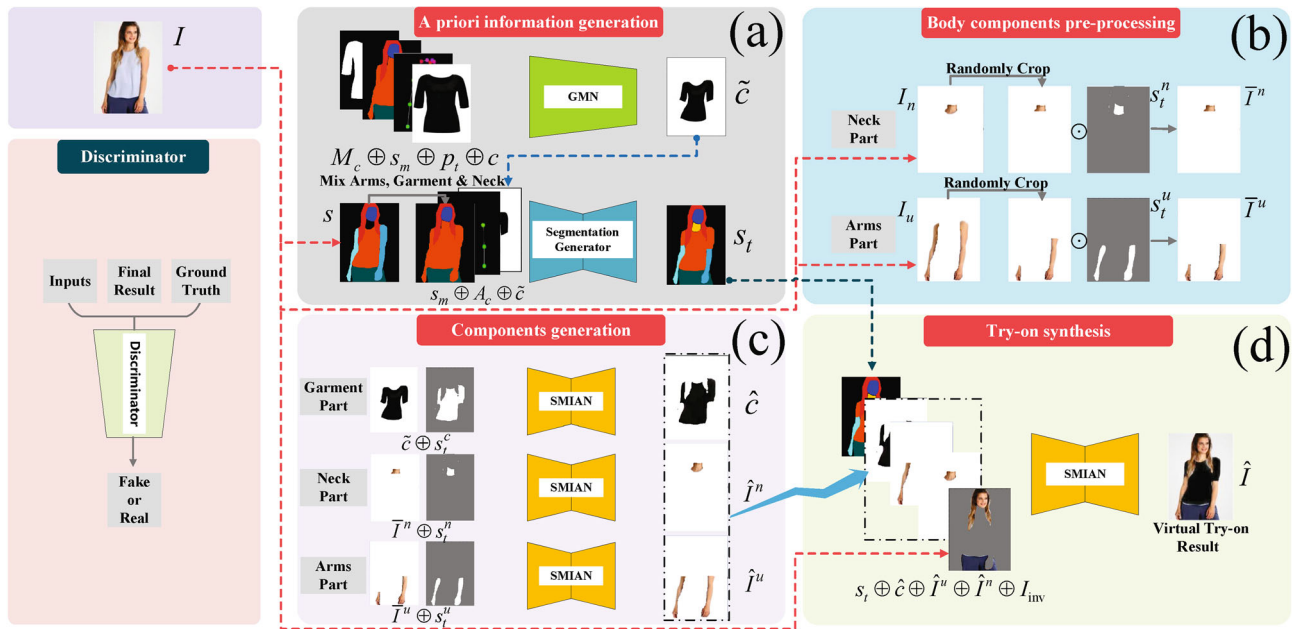 I
Discriminator
Inputs
Final
Result
Ground
Truth
Discriminator
Fake
or
Real
A priori information generation
(a)
GMN
c̃
M_c ⊕ s_m ⊕ p_t ⊕ c
Mix Arms, Garment & Neck
s
Segmentation
Generator
s_t
s_m ⊕ A_c ⊕ c̃
Body components pre-processing
(b)
Randomly Crop
I_n
s_t^n
I̅^n
Neck
Part
⊙
Randomly Crop
I_u
s_t^u
I̅^u
Arms
Part
⊙
Components generation
(c)
Garment
Part
SMIAN
ĉ
c̃ ⊕ s_t^c
Neck
Part
SMIAN
Î^n
I̅^n ⊕ s_t^n
Arms
Part
SMIAN
Î^u
I̅^u ⊕ s_t^u
Try-on synthesis
(d)
SMIAN
Î
Virtual Try-on
Result
s_t ⊕ ĉ ⊕ Î^u ⊕ Î^n ⊕ I_inv